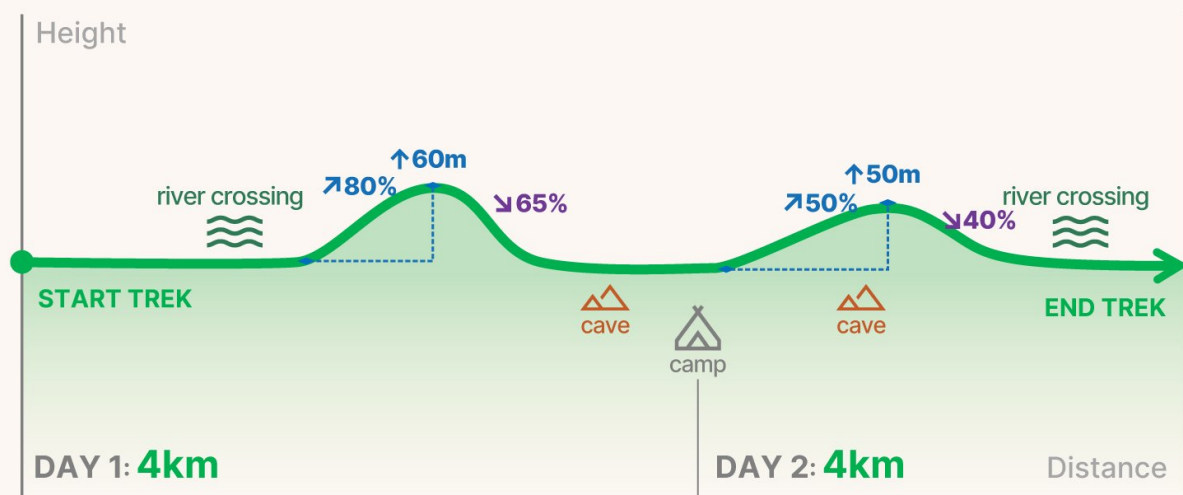 Height
↑60m
river crossing
↗80%
↘65%
↑50m
↗50%
river crossing
↘40%
START TREK
cave
camp
cave
END TREK
DAY 1: 4km
DAY 2: 4km
Distance